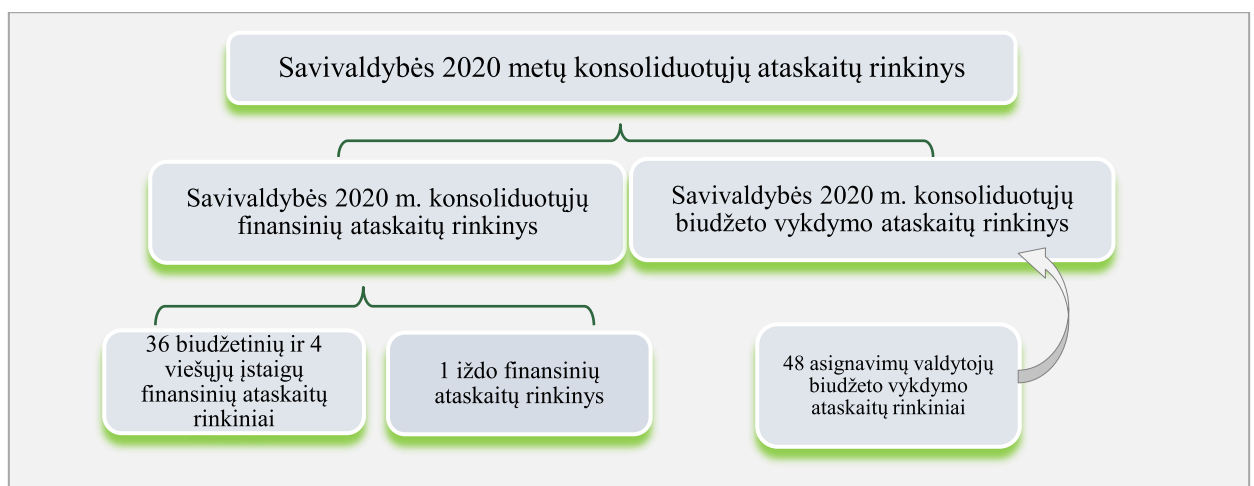 Savivaldybės 2020 metų konsoliduotųjų ataskaitų rinkinys
Savivaldybės 2020 m. konsoliduotųjų
finansinių ataskaitų rinkinys
Savivaldybės 2020 m. konsoliduotųjų
biudžeto vykdymo ataskaitų rinkinys
36 biudžetinių ir 4
viešųjų įstaigų
finansinių ataskaitų
rinkiniai
1 iždo finansinių
ataskaitų rinkinys
48 asignavimų valdytojų
biudžeto vykdymo
ataskaitų rinkiniai